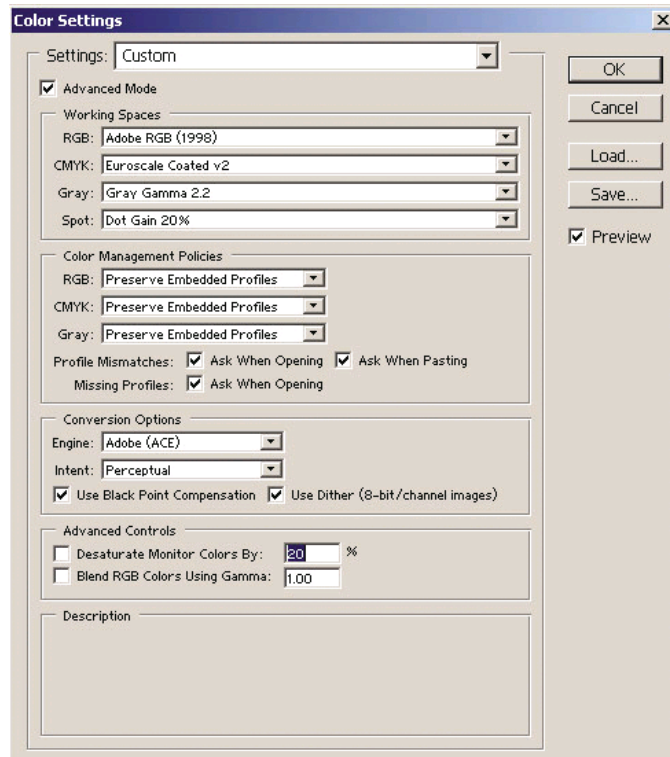 Color Settings
Settings: Custom
OK
Advanced Mode
Cancel
Working Spaces
RGB: Adobe RGB (1998)
CMYK: Euroscale Coated v2
Load...
Gray: Gray Gamma 2.2
Save...
Spot: Dot Gain 20%
Preview
Color Management Policies
RGB: Preserve Embedded Profiles
CMYK: Preserve Embedded Profiles
Gray: Preserve Embedded Profiles
Profile Mismatches: Ask When Opening Ask When Pasting
Missing Profiles: Ask When Opening
Conversion Options
Engine: Adobe (ACE)
Intent: Perceptual
Use Black Point Compensation Use Dither (8-bit/channel images)
Advanced Controls
Desaturate Monitor Colors By: 20 %
Blend RGB Colors Using Gamma: 1.00
Description